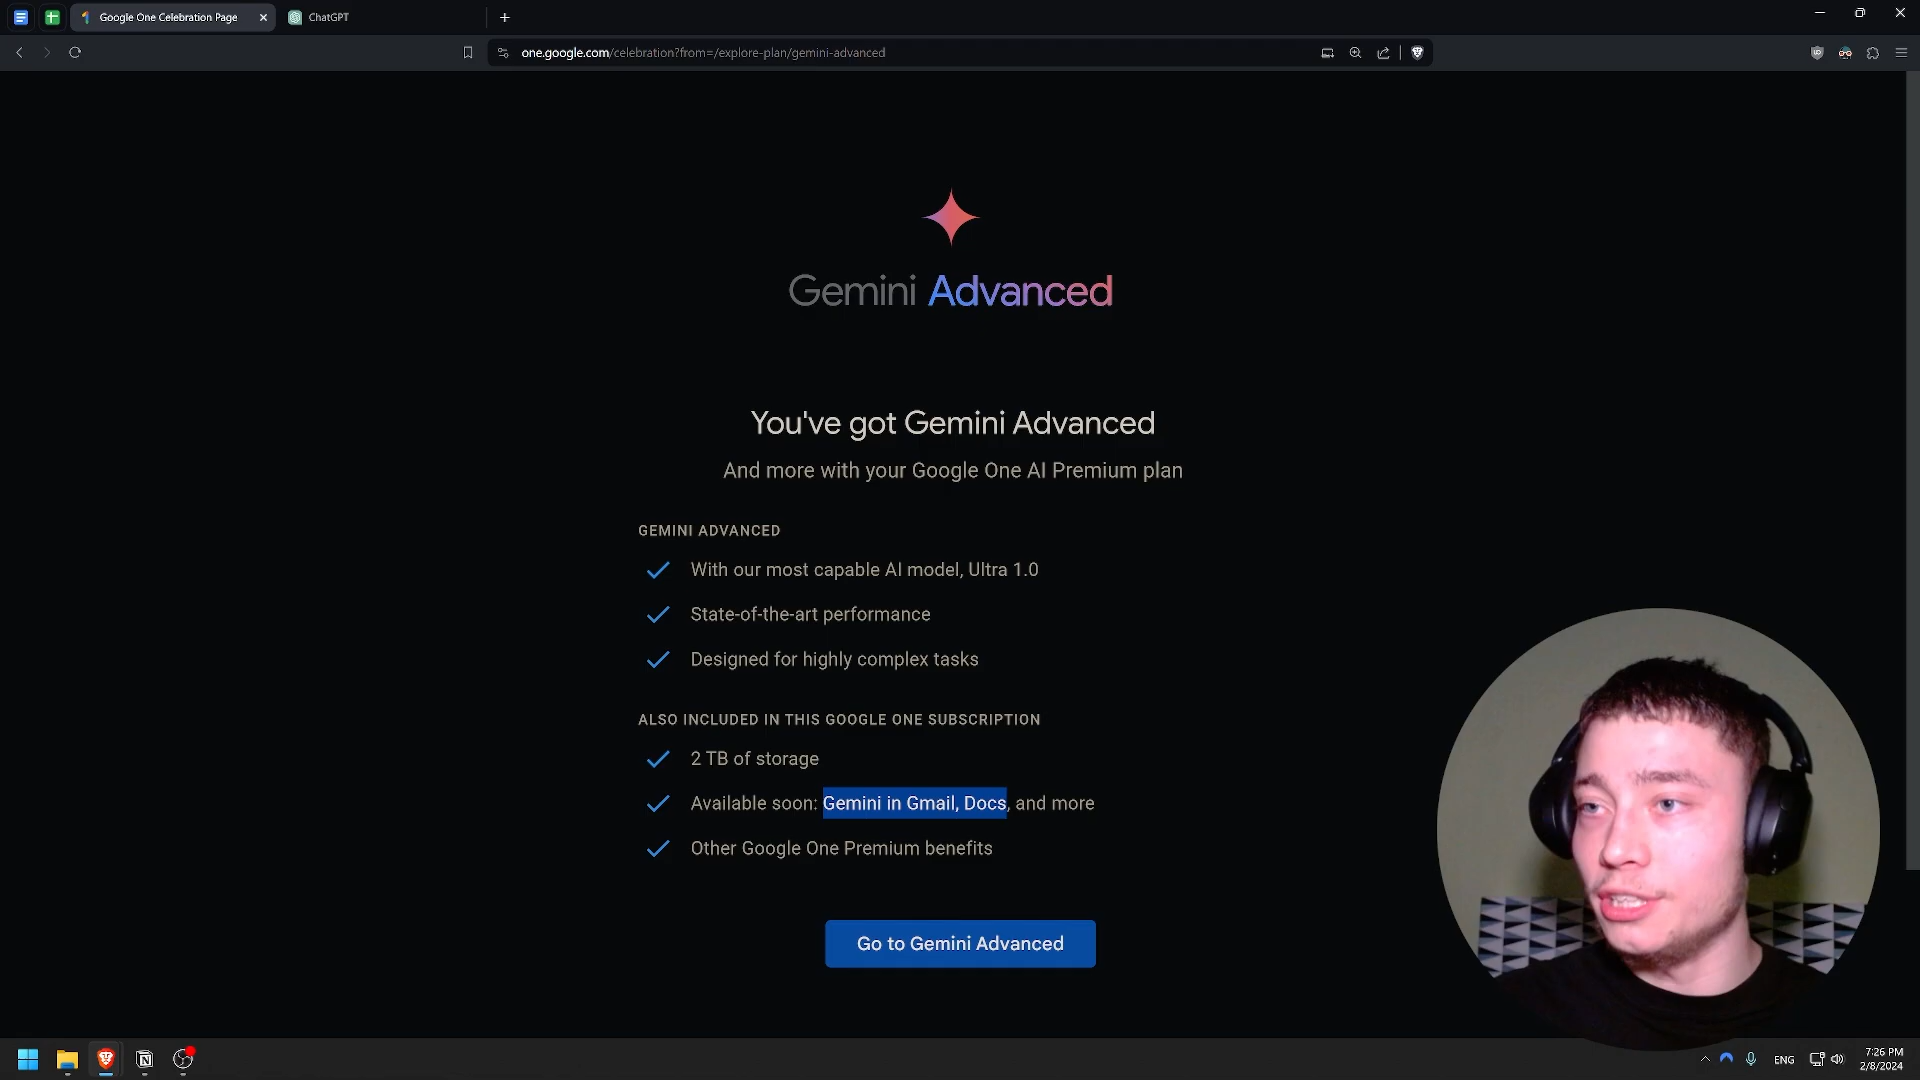 Google One Celebration Page
ChatGPT
one.google.com/celebration?from=/explore-plan/gemini-advanced
Gemini Advanced
You've got Gemini Advanced
And more with your Google One AI Premium plan
GEMINI ADVANCED
With our most capable AI model, Ultra 1.0
State-of-the-art performance
Designed for highly complex tasks
ALSO INCLUDED IN THIS GOOGLE ONE SUBSCRIPTION
2 TB of storage
Available soon: Gemini in Gmail, Docs, and more
Other Google One Premium benefits
Go to Gemini Advanced
ENG
7:26 PM
2/8/2024